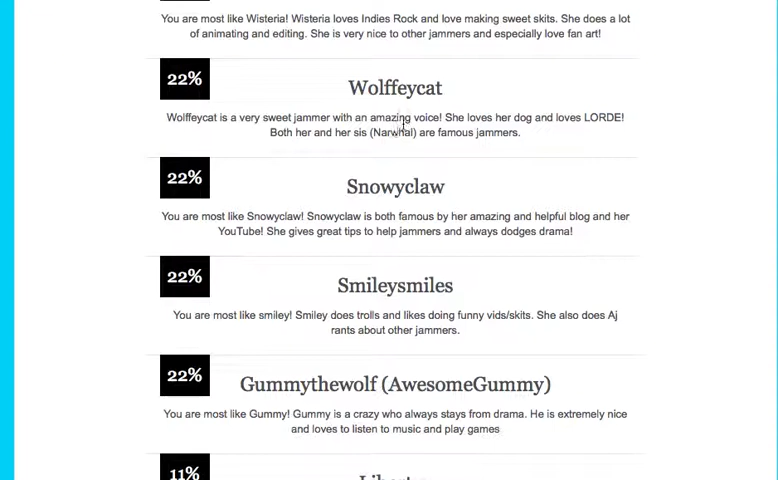 You are most like Wisteria! Wisteria loves Indies Rock and love making sweet skits. She does a lot
of animating and editing. She is very nice to other jammers and especially love fan art!
22%
Wolffeycat
Wolffeycat is a very sweet jammer with an amazing voice! She loves her dog and loves LORDE!
Both her and her sis (Narwhal) are famous jammers.
22%
Snowyclaw
You are most like Snowyclaw! Snowyclaw is both famous by her amazing and helpful blog and her
YouTube! She gives great tips to help jammers and always dodges drama!
22%
Smileysmiles
You are most like smiley! Smiley does trolls and likes doing funny vids/skits. She also does Aj
rants about other jammers.
22%
Gummythewolf (AwesomeGummy)
You are most like Gummy! Gummy is a crazy who always stays from drama. He is extremely nice
and loves to listen to music and play games
11%